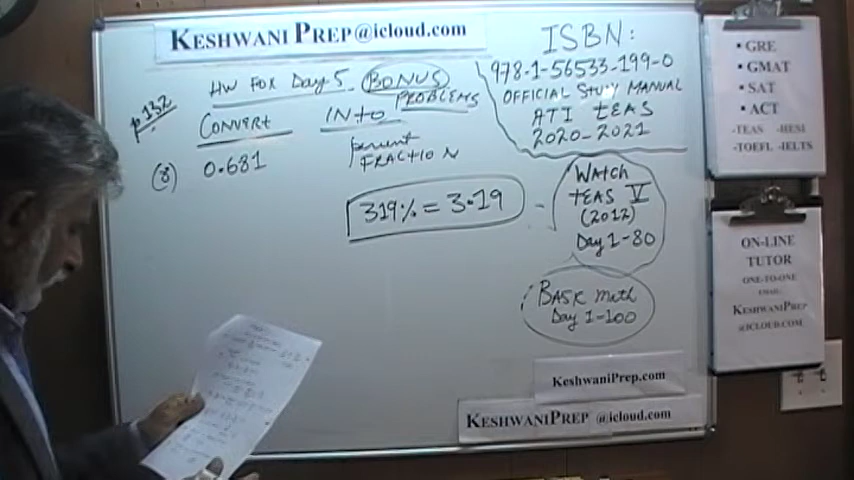 KESHWANI PREP@icloud.com
HW FOX Day 5 BONUS
PROBLEMS
p 132
CONVERT INto
percent
FRACTION
(8) 0.681
319% = 3.19
ISBN:
978-1-56533-199-0
OFFICIAL STUDY MANUAL
ATI tEAS
2020-2021
WAtcH
tEAS V
(2012)
Day 1-80
BASIC Math
Day 1-100
KESHWANIPREP.com
KESHWANIPREP @icloud.com
▪ GRE
▪ GMAT
▪ SAT
▪ ACT
-TEAS -HESI
-TOEFL -IELTS
ON-LINE
TUTOR
ONE-TO-ONE
EMAIL:
KESHWANIPREP
@ICLOUD.COM